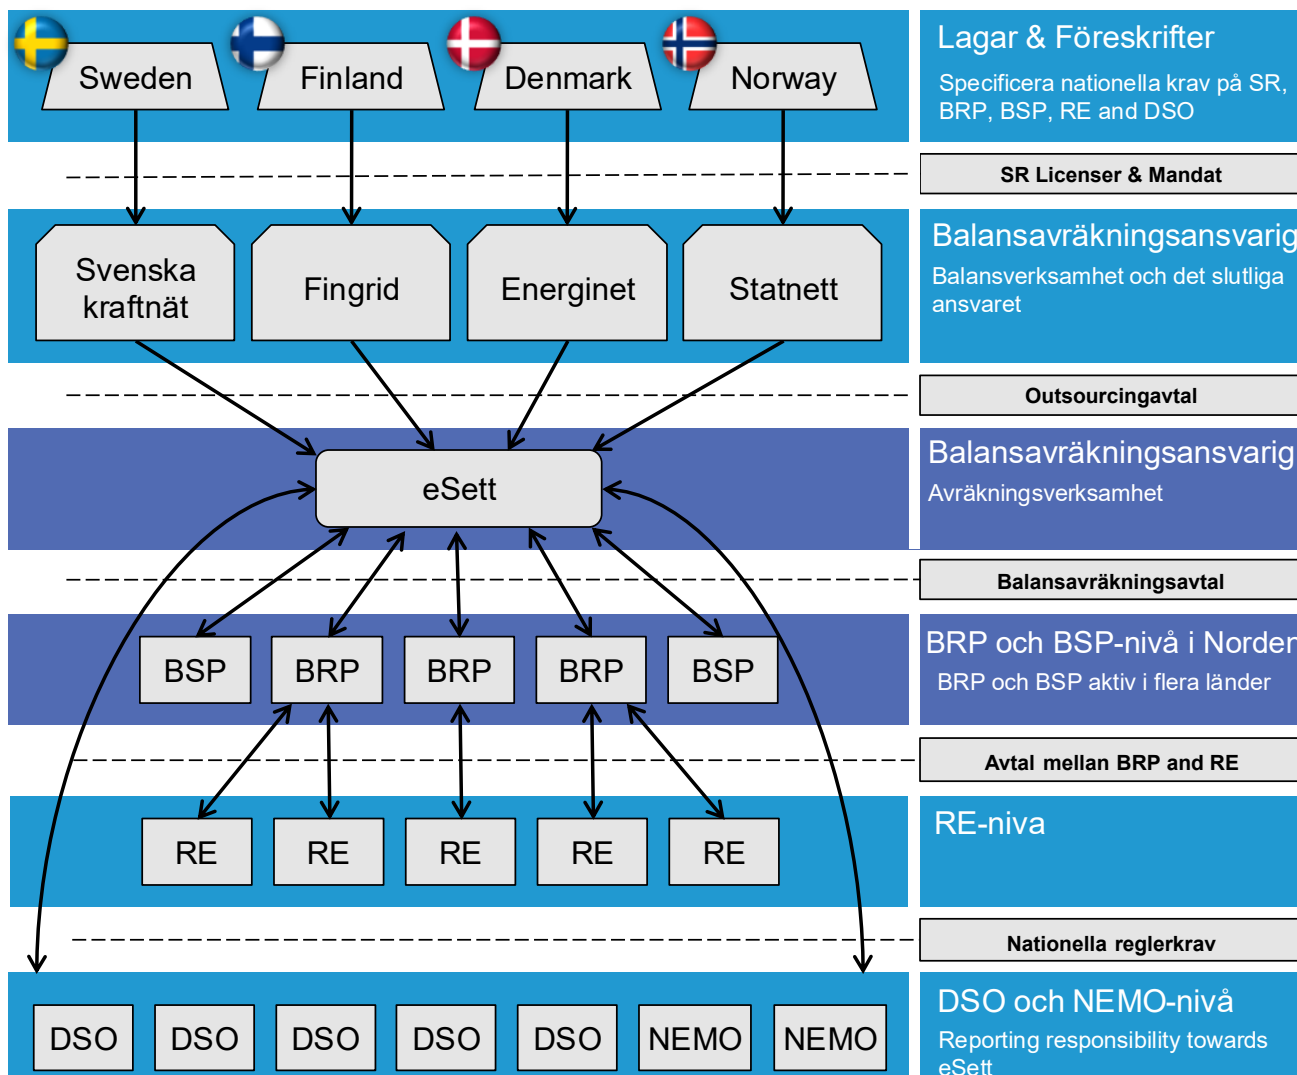 Sweden
Finland
Denmark
Norway
Lagar & Föreskrifter
Specificera nationella krav på SR,
BRP, BSP, RE and DSO
SR Licenser & Mandat
Svenska
kraftnät
Fingrid
Energinet
Statnett
Balansavräkningsansvarig
Balansverksamhet och det slutliga
ansvaret
Outsourcingavtal
eSett
Balansavräkningsansvarig
Avräkningsverksamhet
Balansavräkningsavtal
BSP
BRP
BRP
BRP
BSP
BRP och BSP-nivå i Norden
BRP och BSP aktiv i flera länder
Avtal mellan BRP and RE
RE
RE
RE
RE
RE
RE-niva
Nationella reglerkrav
DSO
DSO
DSO
DSO
DSO
NEMO
NEMO
DSO och NEMO-nivå
Reporting responsibility towards
eSett